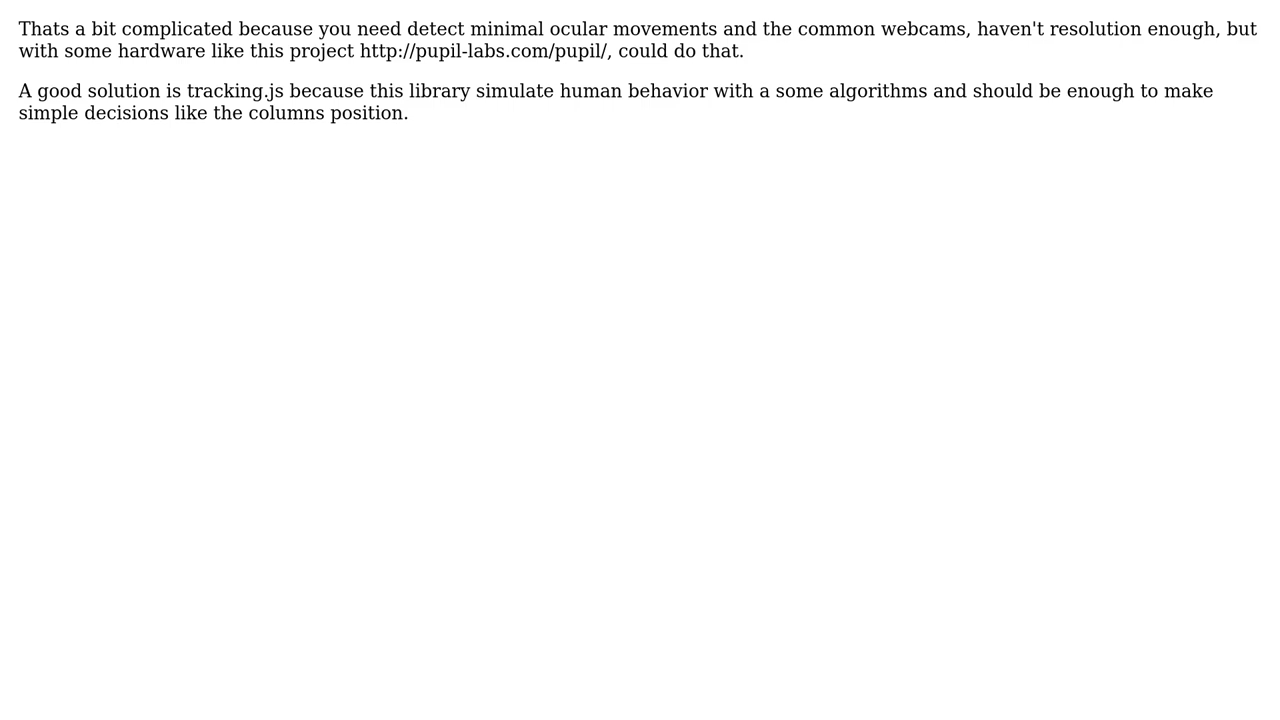 Thats a bit complicated because you need detect minimal ocular movements and the common webcams, haven't resolution enough, but
with some hardware like this project http://pupil-labs.com/pupil/, could do that.
A good solution is tracking.js because this library simulate human behavior with a some algorithms and should be enough to make
simple decisions like the columns position.